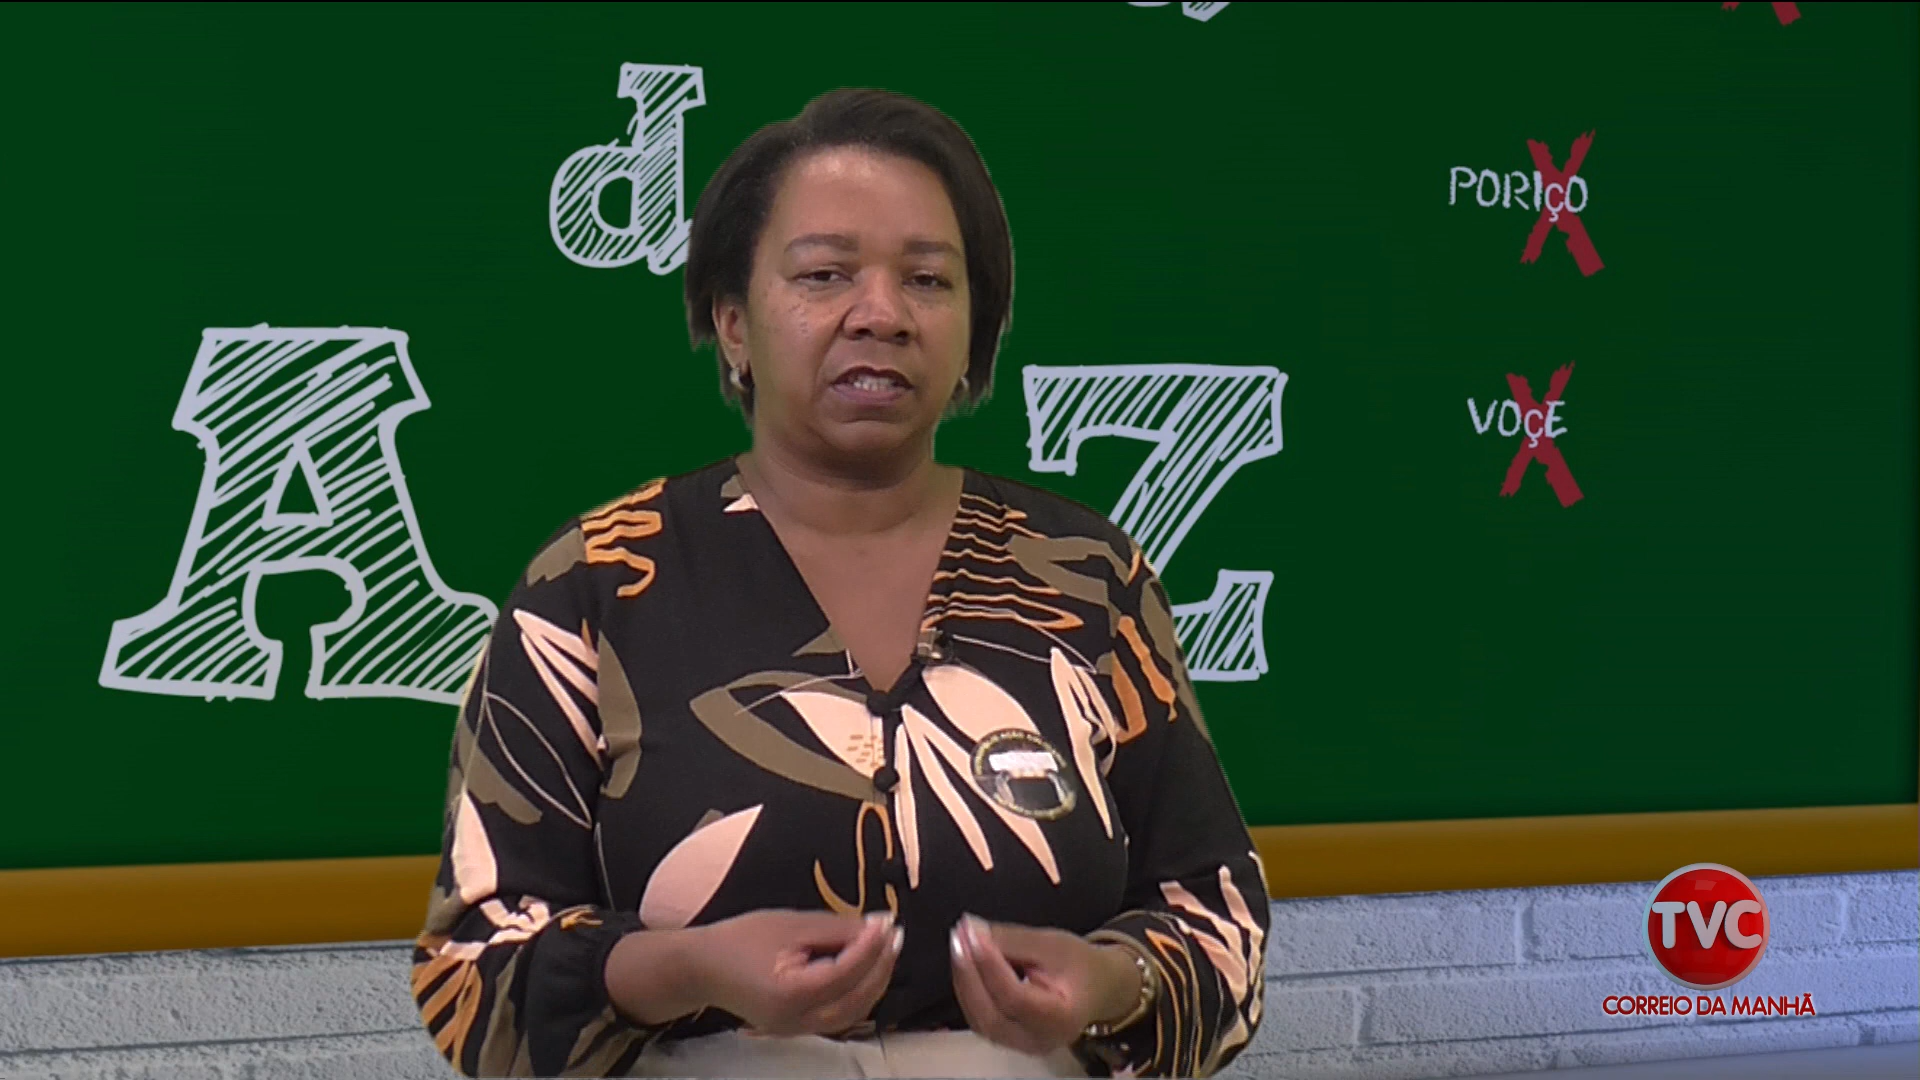 d
PORIÇO
A
Z
VOÇE
TVC
CORREIO DA MANHÃ